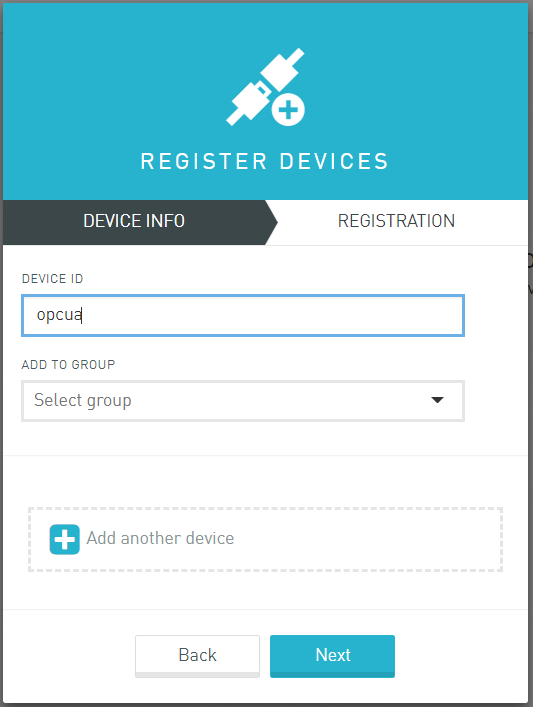 REGISTER DEVICES
DEVICE INFO
REGISTRATION
DEVICE ID
opcua
ADD TO GROUP
Select group
Add another device
Back
Next